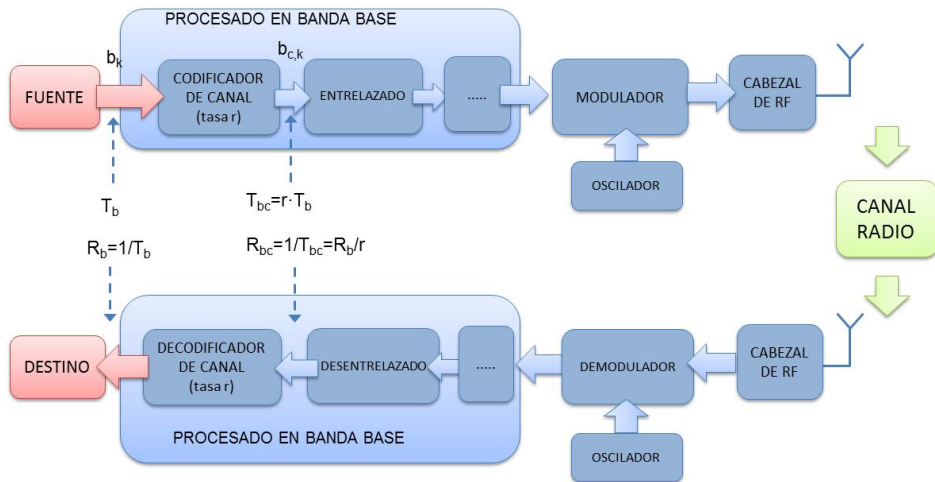 PROCESADO EN BANDA BASE
b_k
b_c,k
FUENTE
CODIFICADOR
DE CANAL
(tasa r)
ENTRELAZADO
.....
MODULADOR
CABEZAL
DE RF
OSCILADOR
T_b
T_bc=r·T_b
R_b=1/T_b
R_bc=1/T_bc=R_b/r
CANAL
RADIO
DESTINO
DECODIFICADOR
DE CANAL
(tasa r)
DESENTRELAZADO
.....
DEMODULADOR
CABEZAL
DE RF
PROCESADO EN BANDA BASE
OSCILADOR